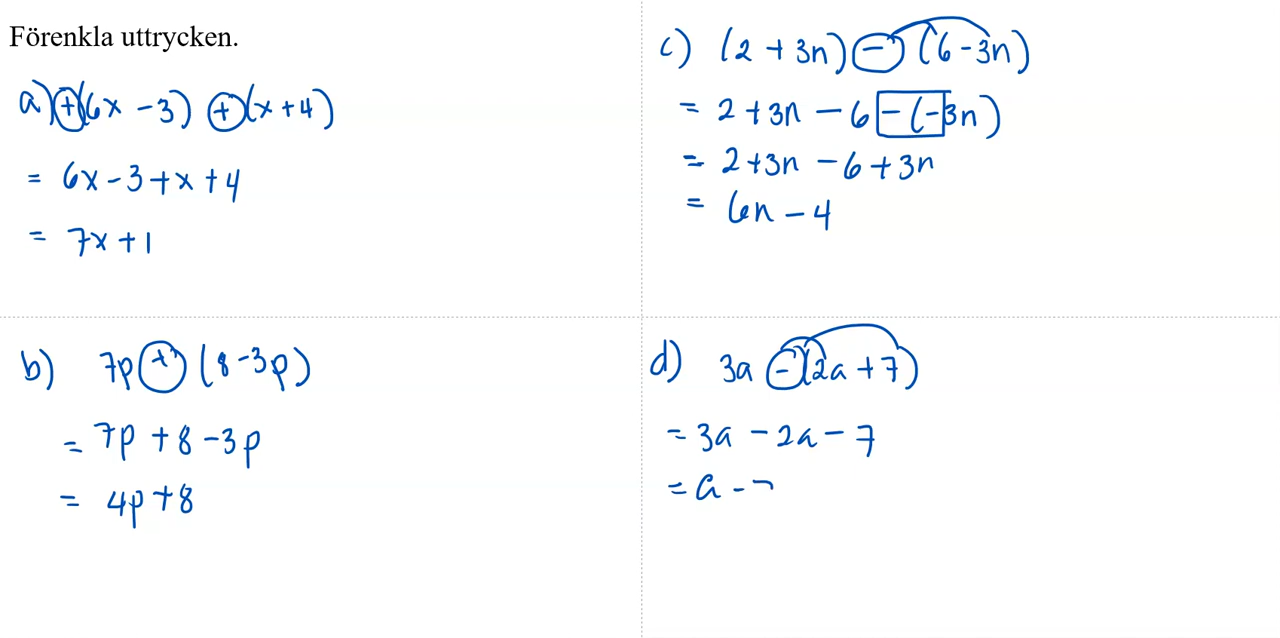 Förenkla uttrycken.
a) +(6x - 3) + (x + 4)
= 6x - 3 + x + 4
= 7x + 1
b) 7p + (8 - 3p)
= 7p + 8 - 3p
= 4p + 8
c) (2 + 3n) - (6 - 3n)
= 2 + 3n - 6 - (-3n)
= 2 + 3n - 6 + 3n
= 6n - 4
d) 3a - (2a + 7)
= 3a - 2a - 7
= a -